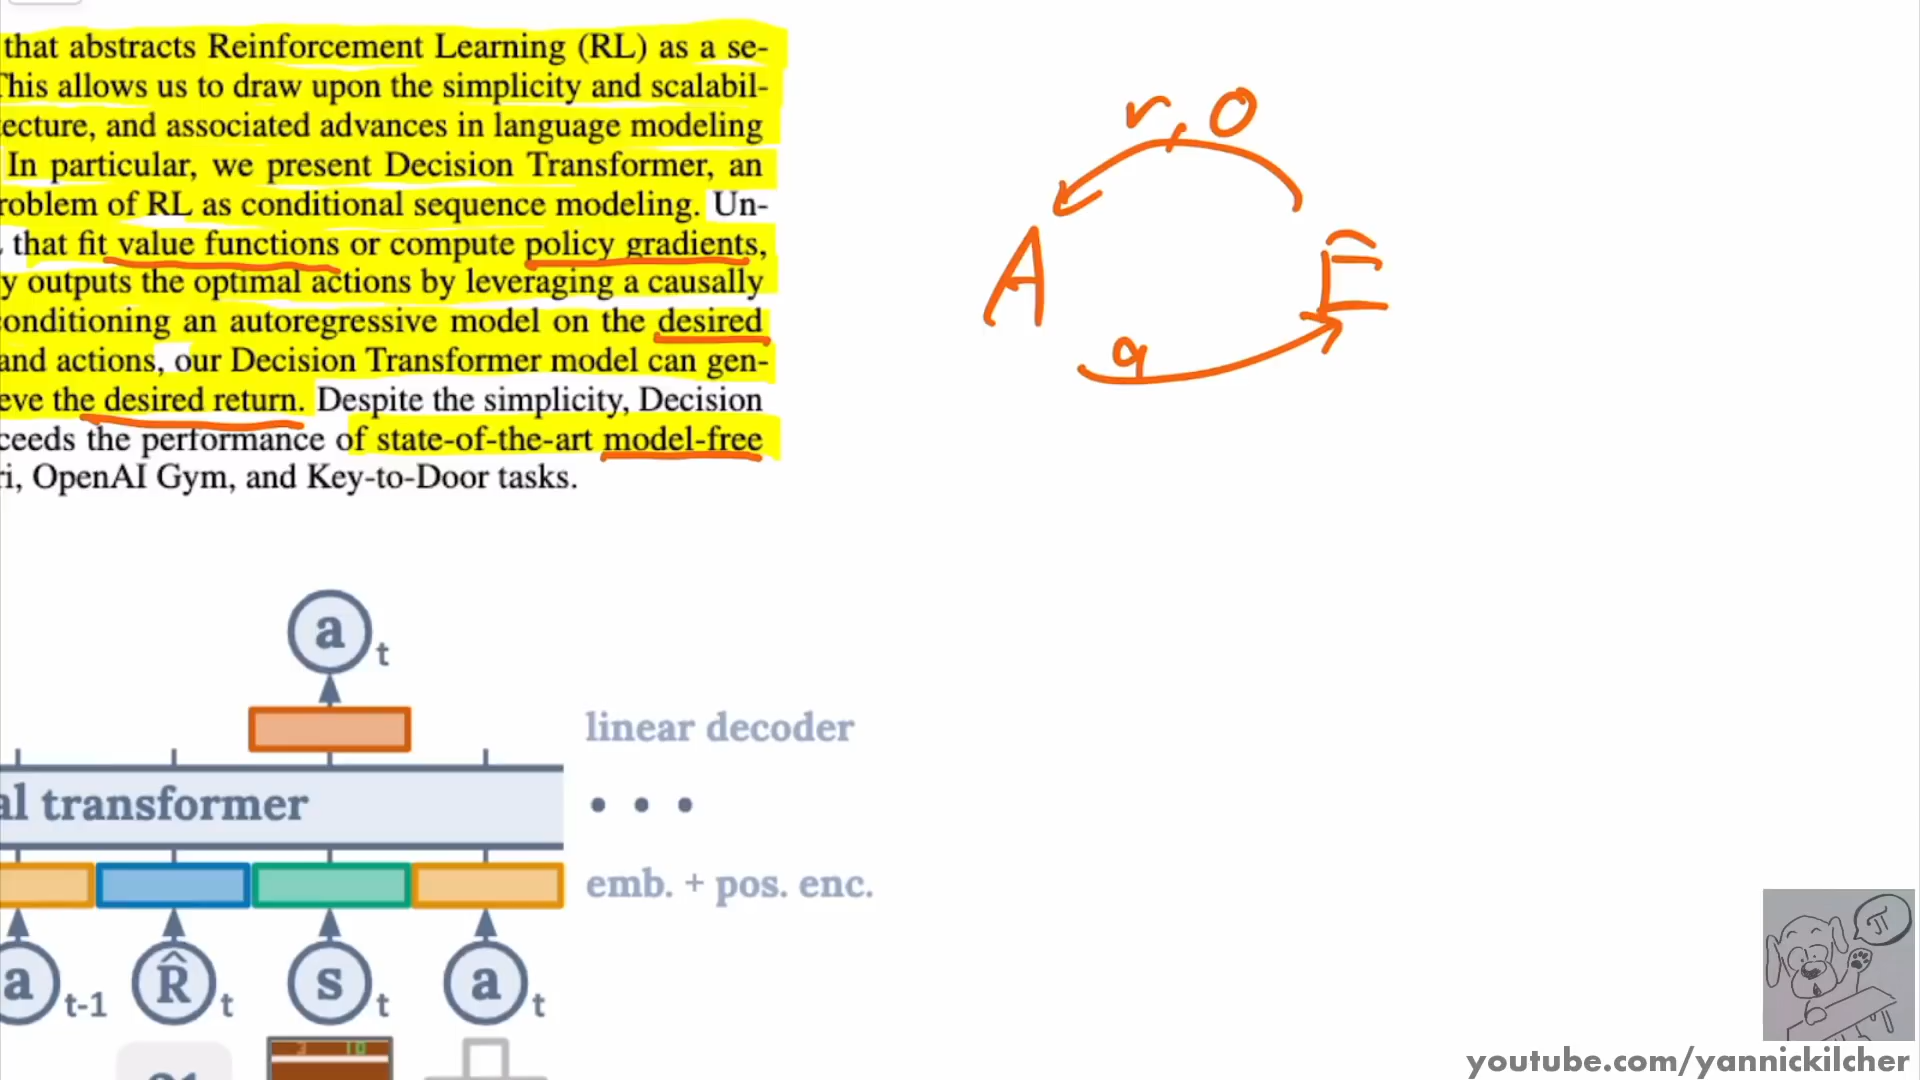 that abstracts Reinforcement Learning (RL) as a se-
This allows us to draw upon the simplicity and scalabil-
ecture, and associated advances in language modeling
In particular, we present Decision Transformer, an
roblem of RL as conditional sequence modeling. Un-
that fit value functions or compute policy gradients,
y outputs the optimal actions by leveraging a causally
onditioning an autoregressive model on the desired
and actions, our Decision Transformer model can gen-
eve the desired return. Despite the simplicity, Decision
ceeds the performance of state-of-the-art model-free
ri, OpenAI Gym, and Key-to-Door tasks.
r, O
A
E
a
a t
linear decoder
al transformer
• • •
emb. + pos. enc.
a t-1 R̂ t s t a t
3 10
π
youtube.com/yannickilcher